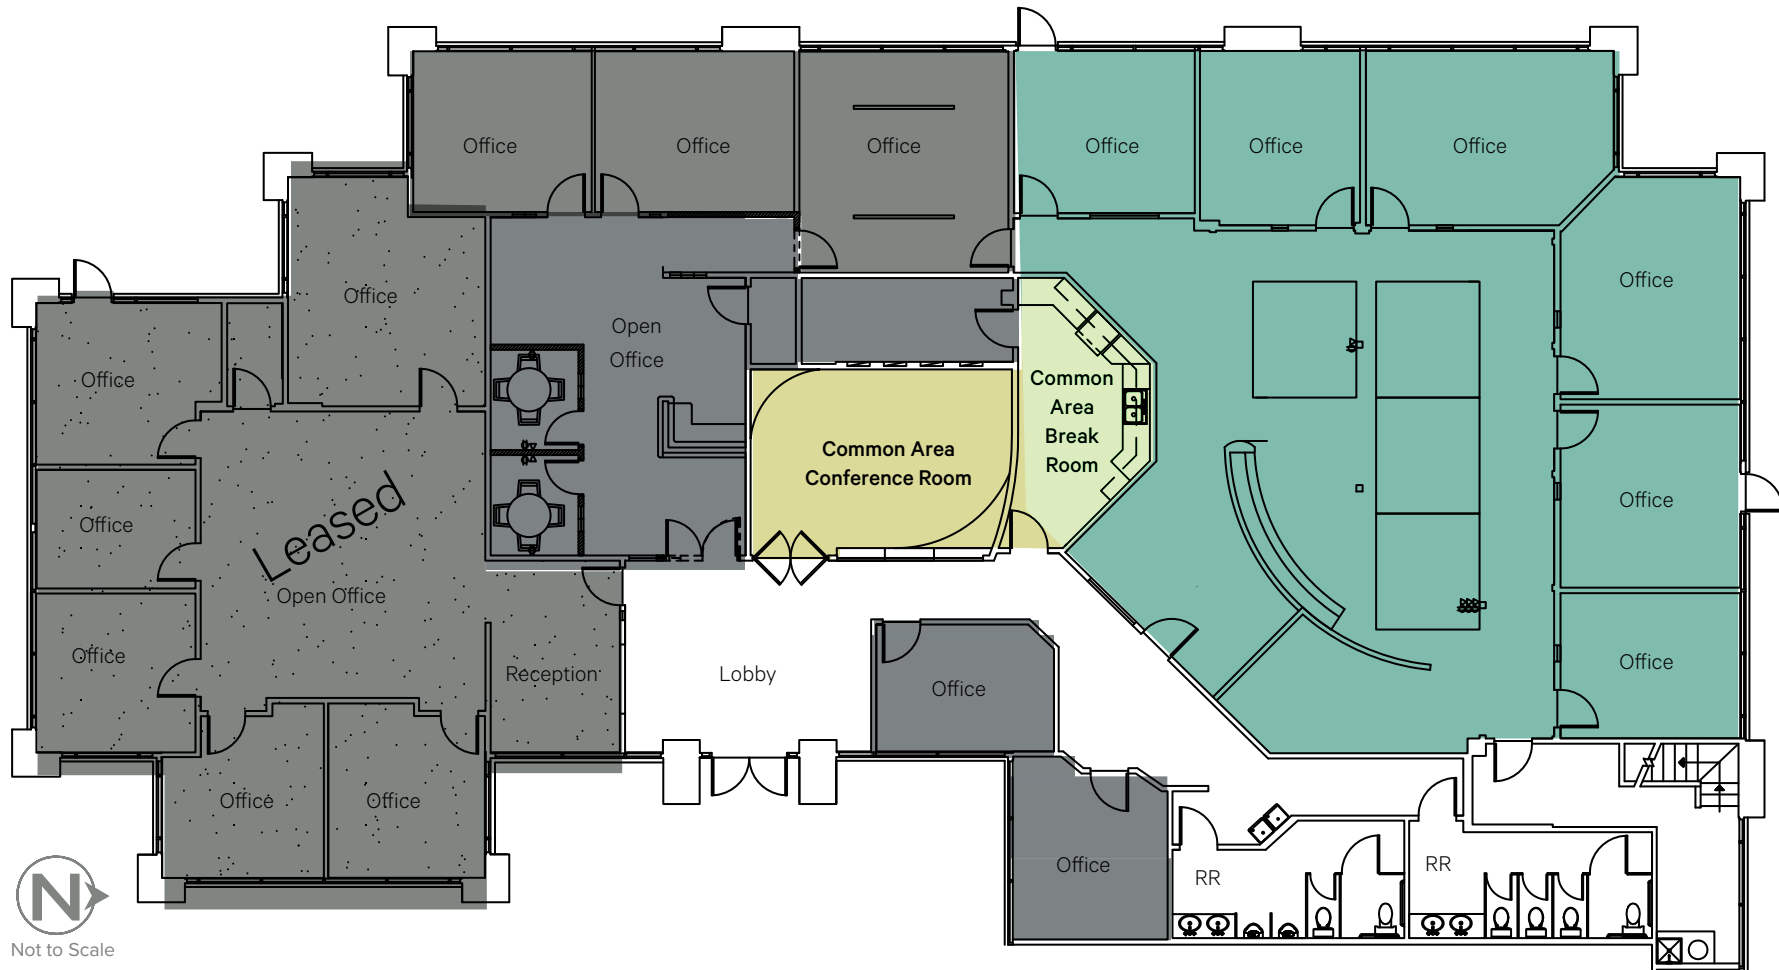 Office
Office
Office
Office
Office
Office
Office
Office
Open
Office
Office
Common
Area
Break
Room
Common Area
Conference Room
Office
Office
Leased
Open Office
Office
Reception
Lobby
Office
Office
Office
Office
Office
RR
RR
N
Not to Scale